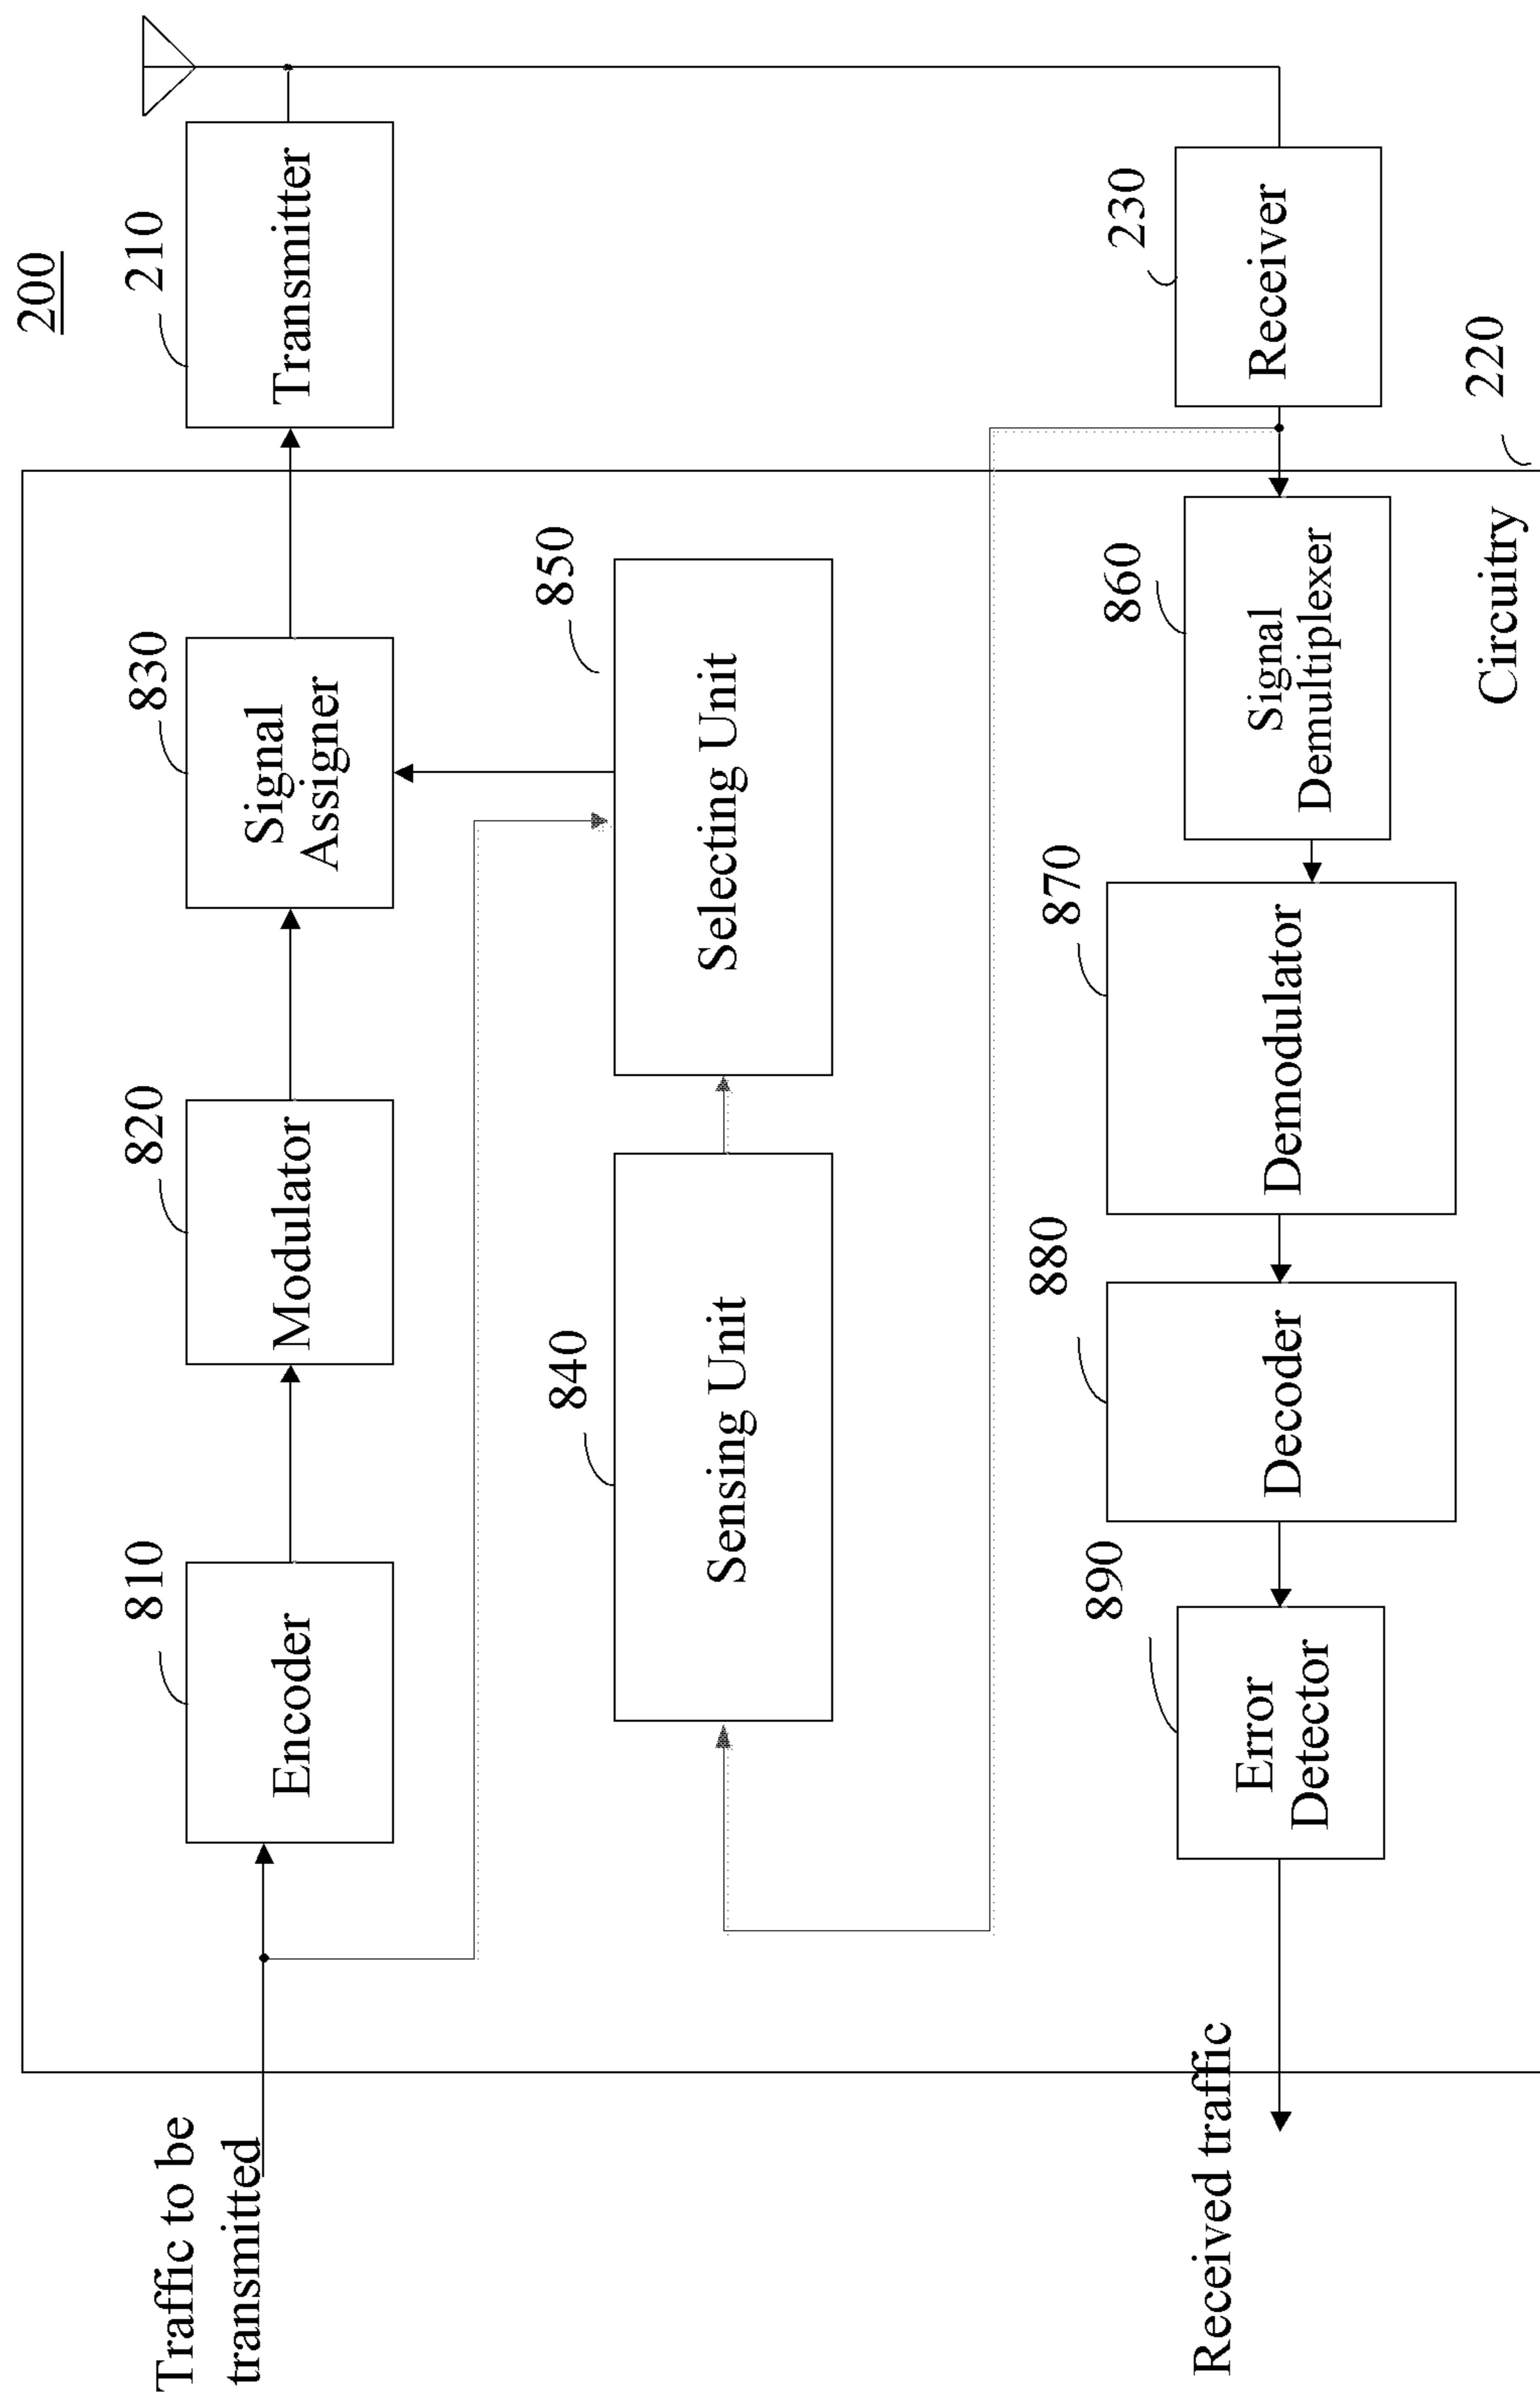 200
Traffic to be
transmitted
810
Encoder
820
Modulator
830
Signal
Assigner
210
Transmitter
840
Sensing Unit
850
Selecting Unit
Received traffic
890
Error
Detector
880
Decoder
870
Demodulator
860
Signal
Demultiplexer
230
Receiver
Circuitry
220